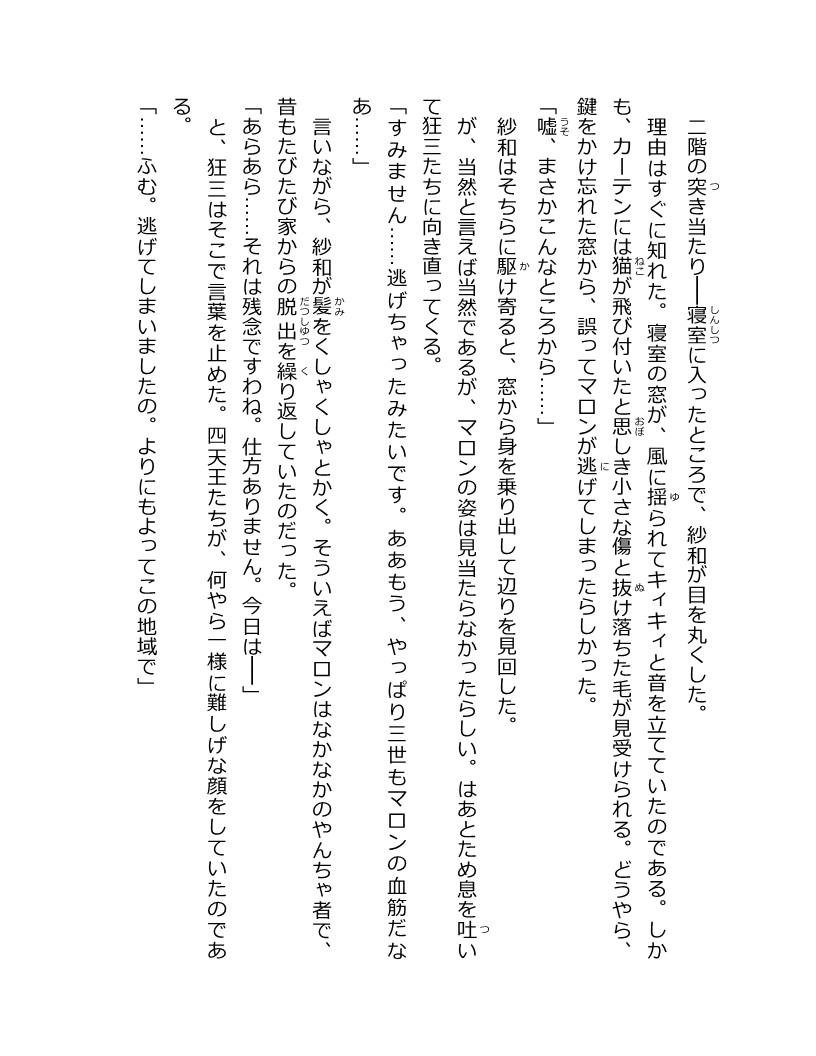 二階の突き当たり――寝室に入ったところで、紗和が目を丸くした。
理由はすぐに知れた。寝室の窓が、風に揺られてキィキィと音を立てていたのである。しか
も、カーテンには猫が飛び付いたと思しき小さな傷と抜け落ちた毛が見受けられる。どうやら、
鍵をかけ忘れた窓から、誤ってマロンが逃げてしまったらしかった。
「嘘、まさかこんなところから……」
紗和はそちらに駆け寄ると、窓から身を乗り出して辺りを見回した。
が、当然と言えば当然であるが、マロンの姿は見当たらなかったらしい。はあとため息を吐い
て狂三たちに向き直ってくる。
「すみません……逃げちゃったみたいです。ああもう、やっぱり三世もマロンの血筋だな
あ……」
言いながら、紗和が髪をくしゃくしゃとかく。そういえばマロンはなかなかのやんちゃ者で、
昔もたびたび家からの脱出を繰り返していたのだった。
「あらあら……それは残念ですわね。仕方ありません。今日は――」
と、狂三はそこで言葉を止めた。四天王たちが、何やら一様に難しげな顔をしていたのであ
る。
「……ふむ。逃げてしまいましたの。よりにもよってこの地域で」